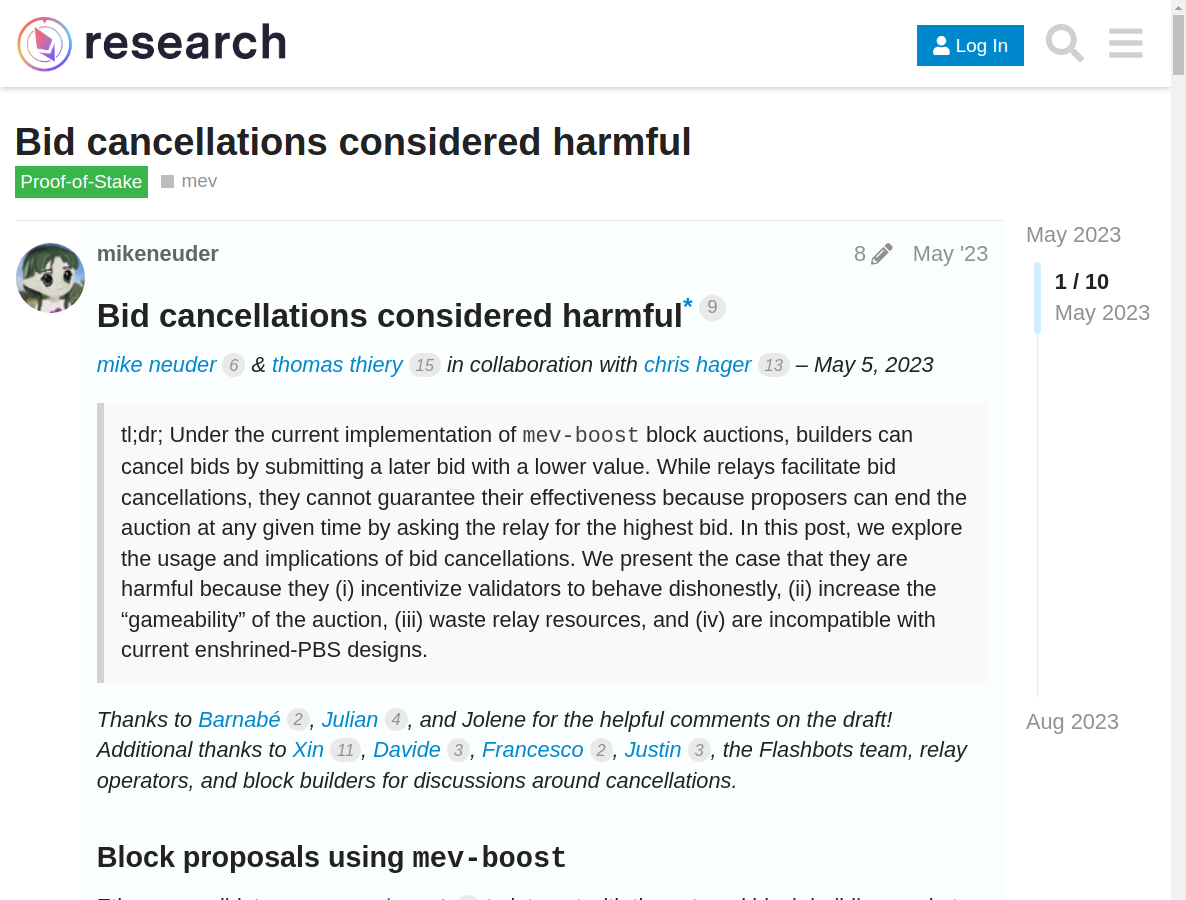 research
Log In
Bid cancellations considered harmful
Proof-of-Stake mev
mikeneuder 8 May '23
May 2023
1 / 10
May 2023
Aug 2023
Bid cancellations considered harmful* 9
mike neuder 6 & thomas thiery 15 in collaboration with chris hager 13 – May 5, 2023
tl;dr; Under the current implementation of mev-boost block auctions, builders can
cancel bids by submitting a later bid with a lower value. While relays facilitate bid
cancellations, they cannot guarantee their effectiveness because proposers can end the
auction at any given time by asking the relay for the highest bid. In this post, we explore
the usage and implications of bid cancellations. We present the case that they are
harmful because they (i) incentivize validators to behave dishonestly, (ii) increase the
“gameability” of the auction, (iii) waste relay resources, and (iv) are incompatible with
current enshrined-PBS designs.
Thanks to Barnabé 2, Julian 4, and Jolene for the helpful comments on the draft!
Additional thanks to Xin 11, Davide 3, Francesco 2, Justin 3, the Flashbots team, relay
operators, and block builders for discussions around cancellations.
Block proposals using mev-boost